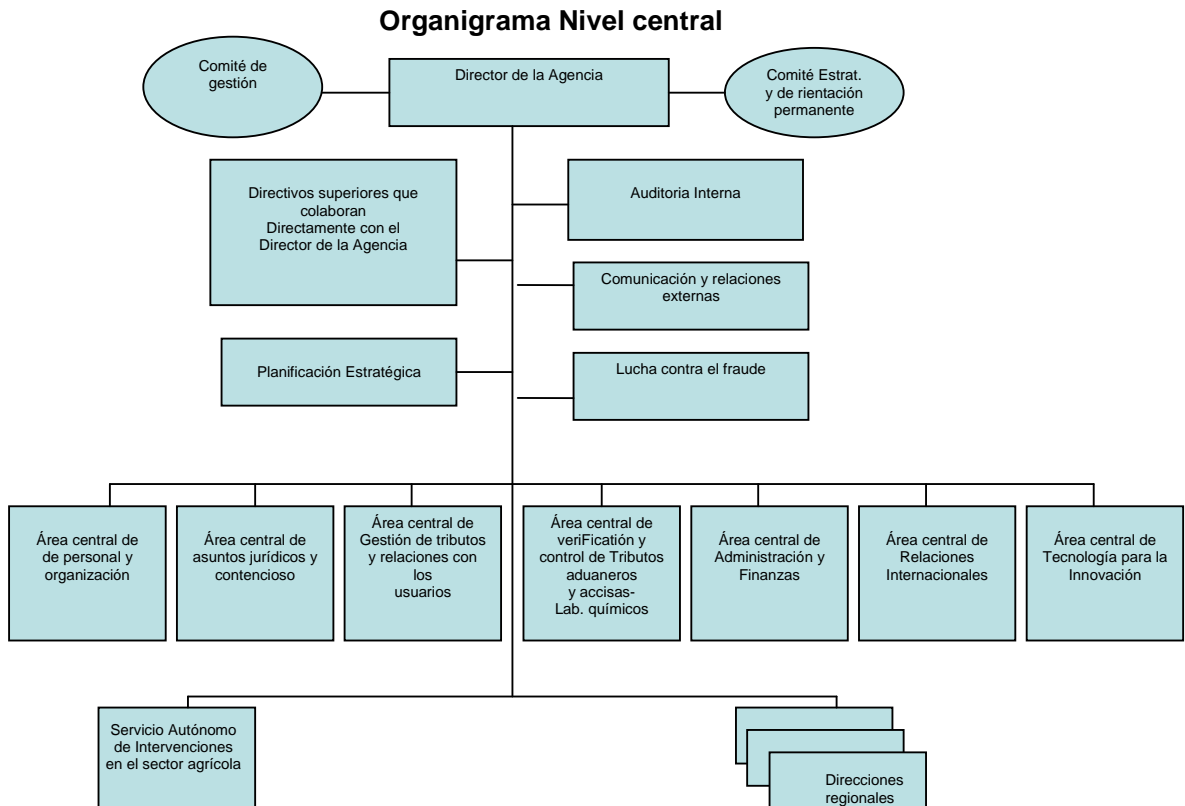 Organigrama Nivel central
Comité de
gestión
Director de la Agencia
Comité Estrat.
y de rientación
permanente
Directivos superiores que
colaboran
Directamente con el
Director de la Agencia
Auditoria Interna
Comunicación y relaciones
externas
Planificación Estratégica
Lucha contra el fraude
Área central de
de personal y
organización
Área central de
asuntos jurídicos y
contencioso
Área central de
Gestión de tributos
y relaciones con
los
usuarios
Área central de
veriFicatión y
control de Tributos
aduaneros
y accisas-
Lab. químicos
Área central de
Administración y
Finanzas
Área central de
Relaciones
Internacionales
Área central de
Tecnología para la
Innovación
Servicio Autónomo
de Intervenciones
en el sector agrícola
Direcciones
regionales